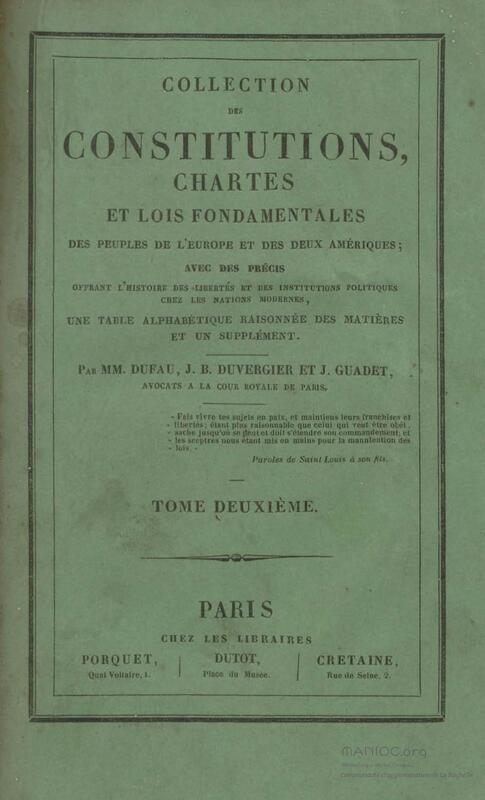 COLLECTION
DES
CONSTITUTIONS,
CHARTES
ET LOIS FONDAMENTALES
DES PEUPLES DE L'EUROPE ET DES DEUX AMÉRIQUES;
AVEC DES PRÉCIS
OFFRANT L'HISTOIRE DES LIBERTÉS ET DES INSTITUTIONS POLITIQUES
CHEZ LES NATIONS MODERNES,
UNE TABLE ALPHABÉTIQUE RAISONNÉE DES MATIÈRES
ET UN SUPPLÉMENT.
PAR MM. DUFAU, J. B. DUVERGIER ET J. GUADET,
AVOCATS A LA COUR ROYALE DE PARIS.
« Fais vivre tes sujets en paix, et maintiens leurs franchises et
« libertés; étant plus raisonnable que celui qui veut être obéi,
« sache jusqu'où se peut et doit s'étendre son commandement; et
« les sceptres nous étant mis en mains pour la manutention des
« lois. »
Paroles de Saint Louis à son fils.
TOME DEUXIÈME.
PARIS
CHEZ LES LIBRAIRES
PORQUET, DUTOT, CRETAINE,
Quai Voltaire, 1. Place du Musée. Rue de Seine, 2.
MANIOC.org
Communauté d'agglomération de La Rochelle